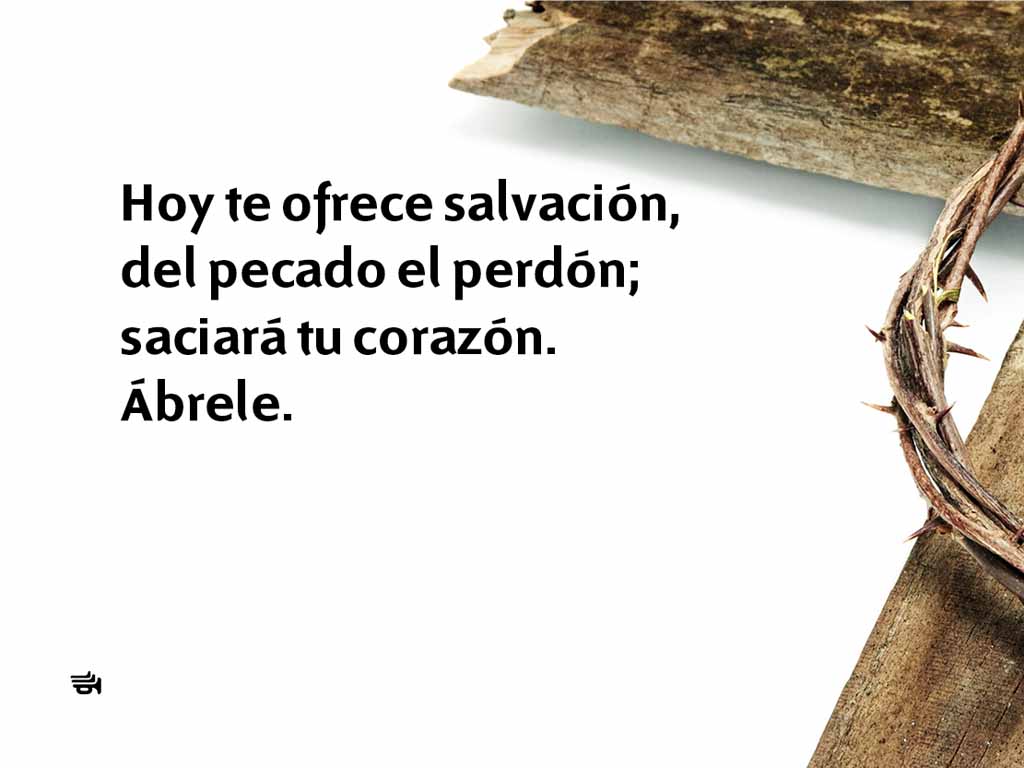 Hoy te ofrece salvación,
del pecado el perdón;
saciará tu corazón.
Ábrele.